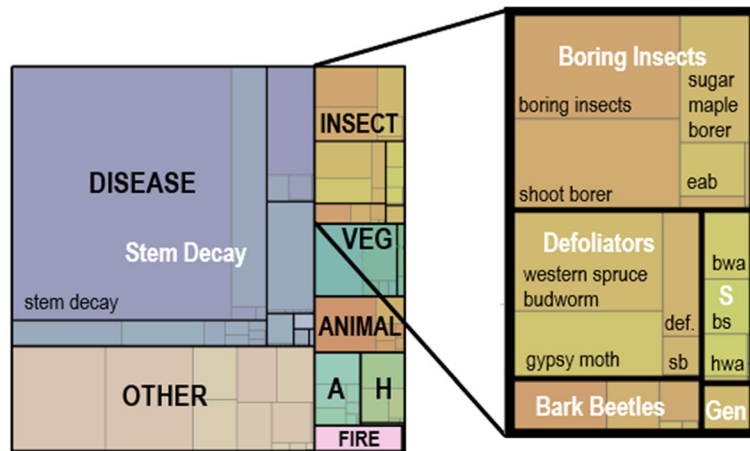 DISEASE
Stem Decay
stem decay
OTHER
INSECT
VEG
ANIMAL
A
H
FIRE
Boring Insects
boring insects
sugar
maple
borer
shoot borer
eab
Defoliators
western spruce
budworm
def.
gypsy moth
sb
bwa
S
bs
hwa
Bark Beetles
Gen